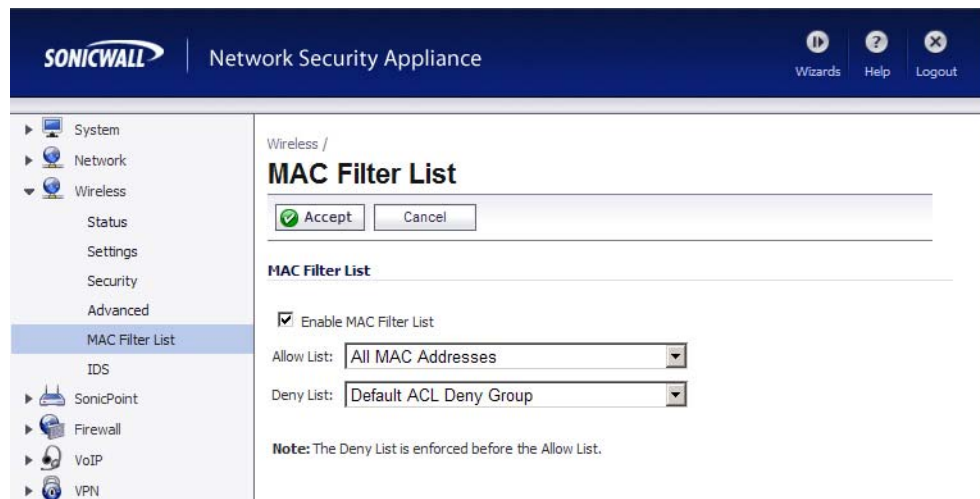 SONICWALL Network Security Appliance
Wizards Help Logout
System
Network
Wireless
Status
Settings
Security
Advanced
MAC Filter List
IDS
SonicPoint
Firewall
VoIP
VPN
Wireless /
MAC Filter List
Accept Cancel
MAC Filter List
Enable MAC Filter List
Allow List: All MAC Addresses
Deny List: Default ACL Deny Group
Note: The Deny List is enforced before the Allow List.